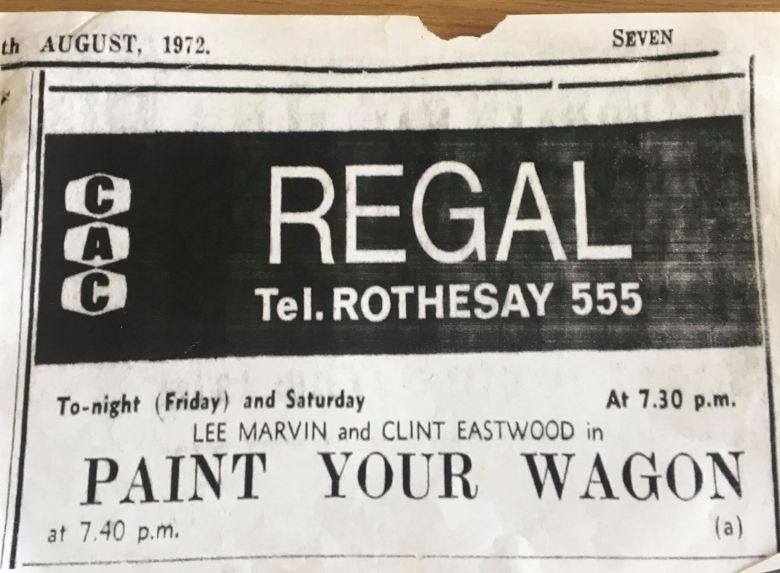 th AUGUST, 1972.
SEVEN
CAC
REGAL
Tel. ROTHESAY 555
To-night (Friday) and Saturday At 7.30 p.m.
LEE MARVIN and CLINT EASTWOOD in
PAINT YOUR WAGON
at 7.40 p.m. (a)